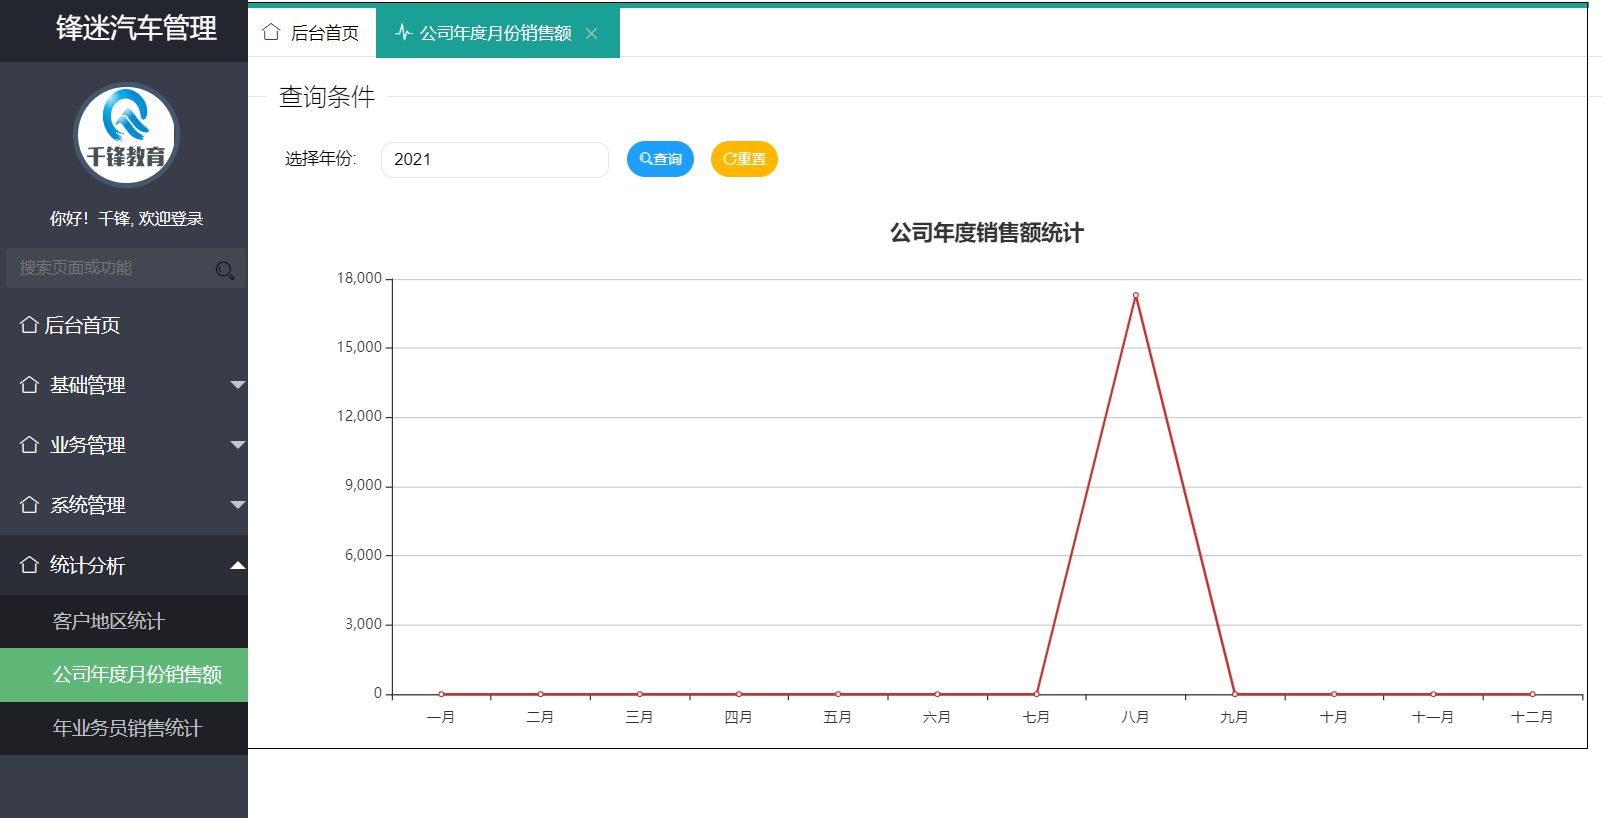 锋迷汽车管理
千锋教育
你好！千锋, 欢迎登录
搜索页面或功能
后台首页
基础管理
业务管理
系统管理
统计分析
客户地区统计
公司年度月份销售额
年业务员销售统计
后台首页 公司年度月份销售额
查询条件
选择年份: 2021 查询 重置
公司年度销售额统计
18,000
15,000
12,000
9,000
6,000
3,000
0
一月 二月 三月 四月 五月 六月 七月 八月 九月 十月 十一月 十二月